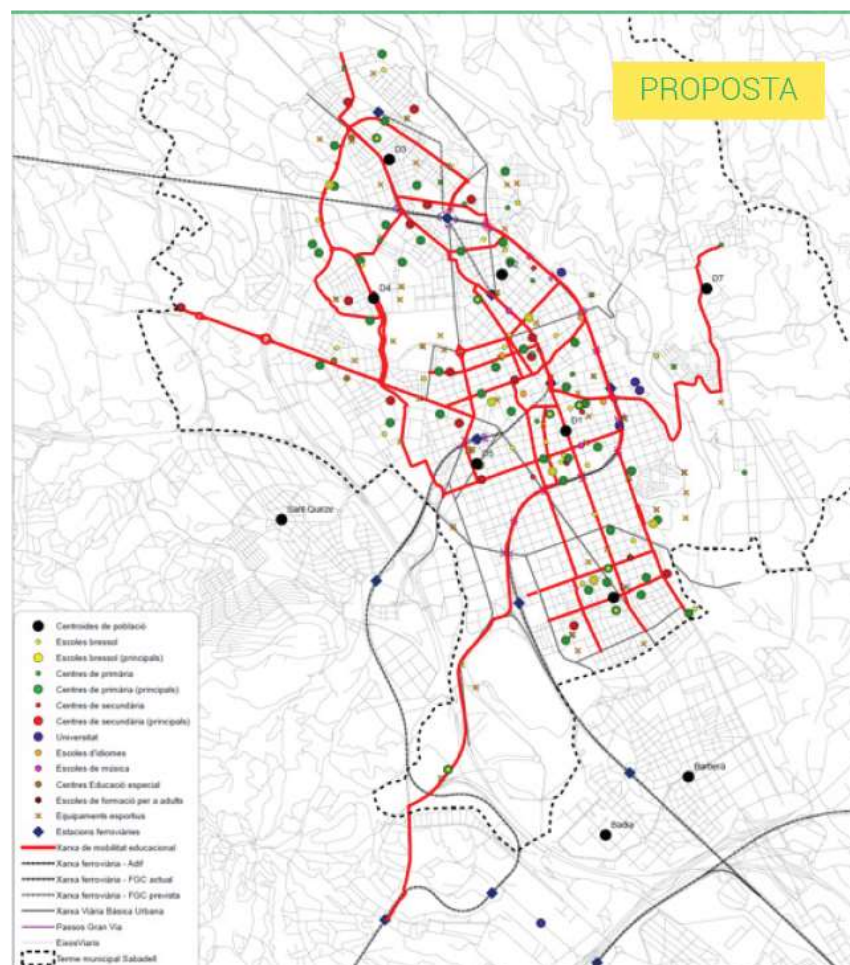 PROPOSTA
D3
D2
D7
D4
D1
D5
Sant Quirze
Centroides de població
Escoles bressol
Escoles bressol (principals)
Centres de primària
Centres de primària (principals)
Centres de secundària
Centres de secundària (principals)
Universitat
Escoles d'idiomes
Escoles de música
Centres Educació especial
Escoles de formació per a adults
Equipaments esportius
Estacions ferroviàries
Xarxa de mobilitat educacional
Xarxa ferroviària - Adif
Xarxa ferroviària - FGC actual
Xarxa ferroviària - FGC prevista
Xarxa Viària Bàsica Urbana
Passos Gran Via
EixosViaris
Terme municipal Sabadell
Barberà
Badia